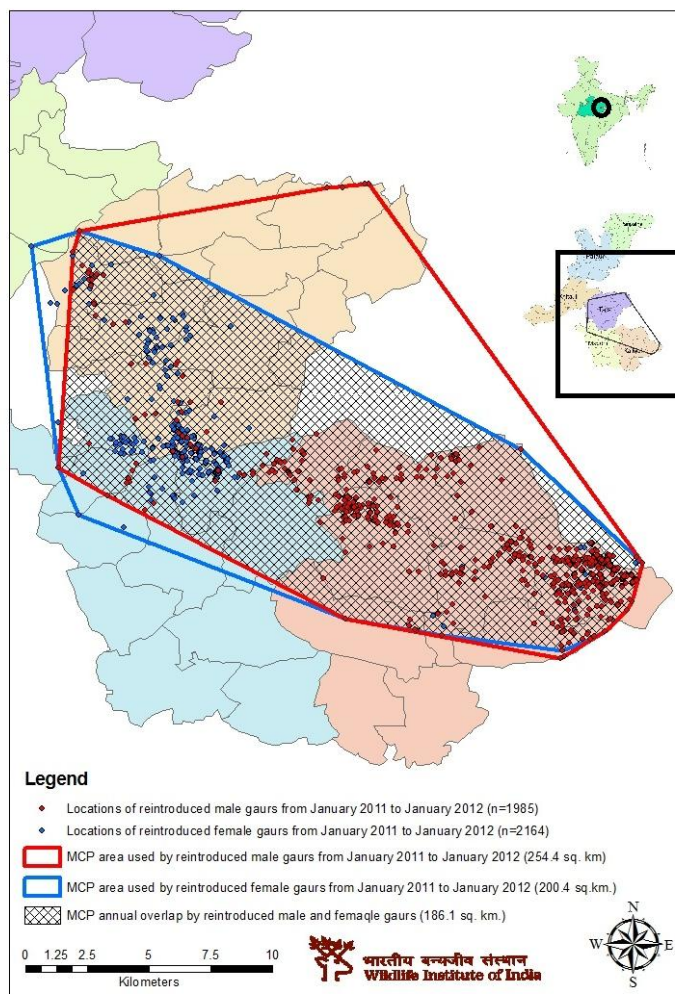 Legend
Locations of reintroduced male gaurs from January 2011 to January 2012 (n=1985)
Locations of reintroduced female gaurs from January 2011 to January 2012 (n=2164)
MCP area used by reintroduced male gaurs from January 2011 to January 2012 (254.4 sq. km)
MCP area used by reintroduced female gaurs from January 2011 to January 2012 (200.4 sq.km.)
MCP annual overlap by reintroduced male and femaqle gaurs (186.1 sq. km.)
0 1.25 2.5 5 7.5 10
Kilometers
भारतीय वन्यजीव संस्थान
Wildlife Institute of India
N
W E
S